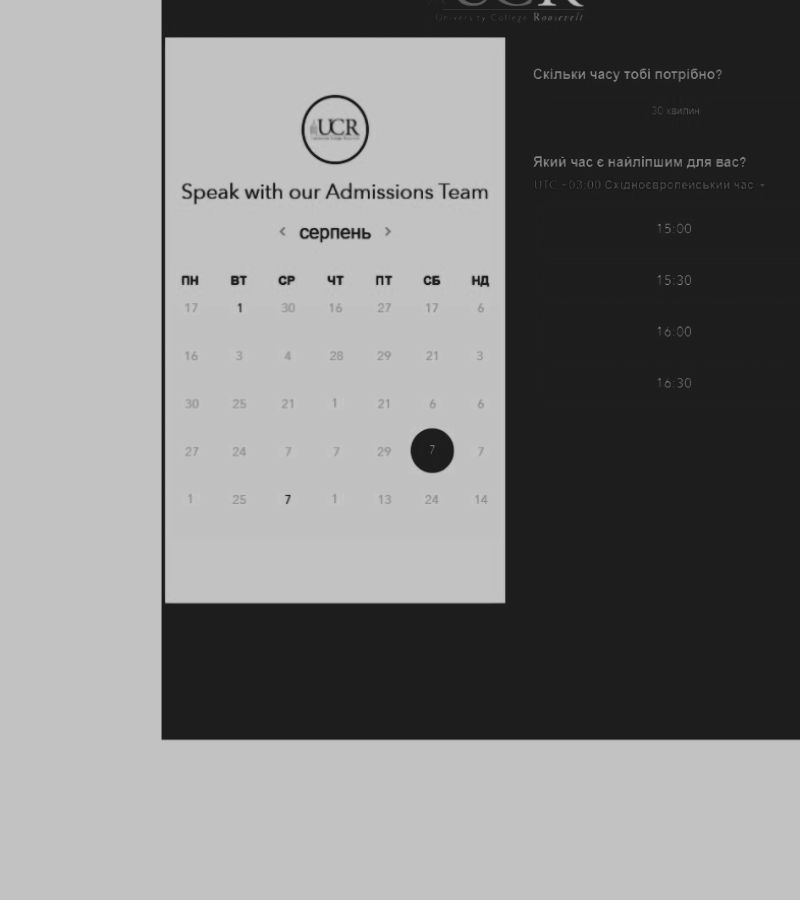 UCR
University College Roosevelt
UCR
Speak with our Admissions Team
< серпень >
ПН ВТ СР ЧТ ПТ СБ НД
17 1 30 16 27 17 6
16 3 4 28 29 21 3
30 25 21 1 21 6 6
27 24 7 7 29 7 7
1 25 7 1 13 24 14
Скільки часу тобі потрібно?
30 хвилин
Який час є найліпшим для вас?
UTC +03:00 Східноєвропейський час
15:00
15:30
16:00
16:30